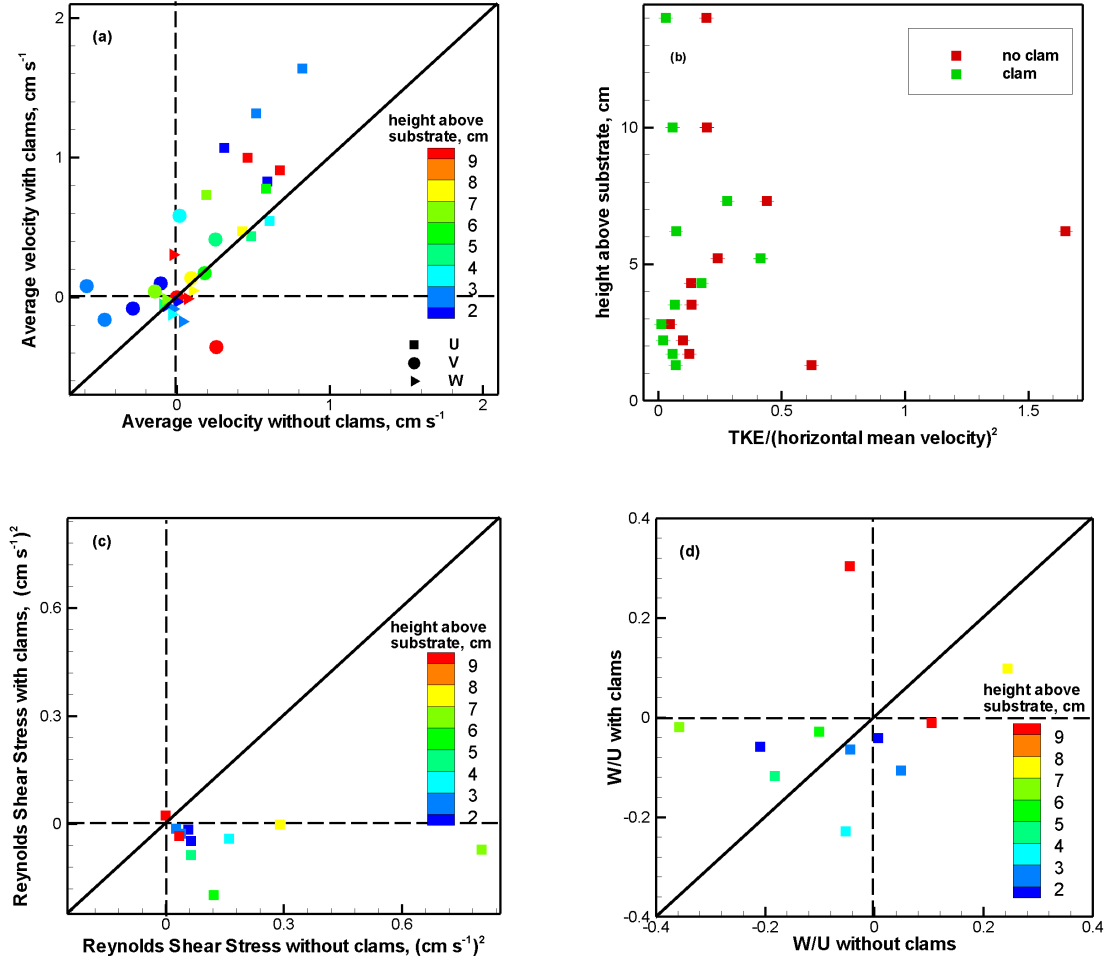 (a)
2
1
0
Average velocity with clams, cm s-1
height above
substrate, cm
9
8
7
6
5
4
3
2
U
V
W
0
1
2
Average velocity without clams, cm s-1
(b)
no clam
clam
10
5
0
height above substrate, cm
0
0.5
1
1.5
TKE/(horizontal mean velocity)2
(c)
0.6
0.3
0
Reynolds Shear Stress with clams, (cm s-1)2
height above
substrate, cm
9
8
7
6
5
4
3
2
0
0.3
0.6
Reynolds Shear Stress without clams, (cm s-1)2
(d)
0.4
0.2
0
-0.2
-0.4
W/U with clams
height above
substrate, cm
9
8
7
6
5
4
3
2
-0.4
-0.2
0
0.2
0.4
W/U without clams